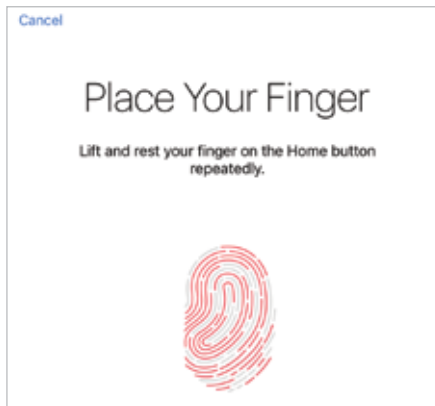 Cancel
Place Your Finger
Lift and rest your finger on the Home button
repeatedly.